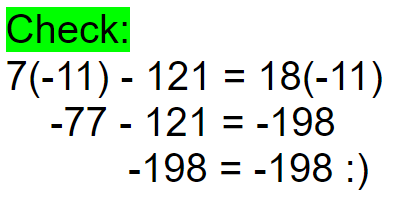 Check:
7(-11) - 121 = 18(-11)
-77 - 121 = -198
-198 = -198 :)